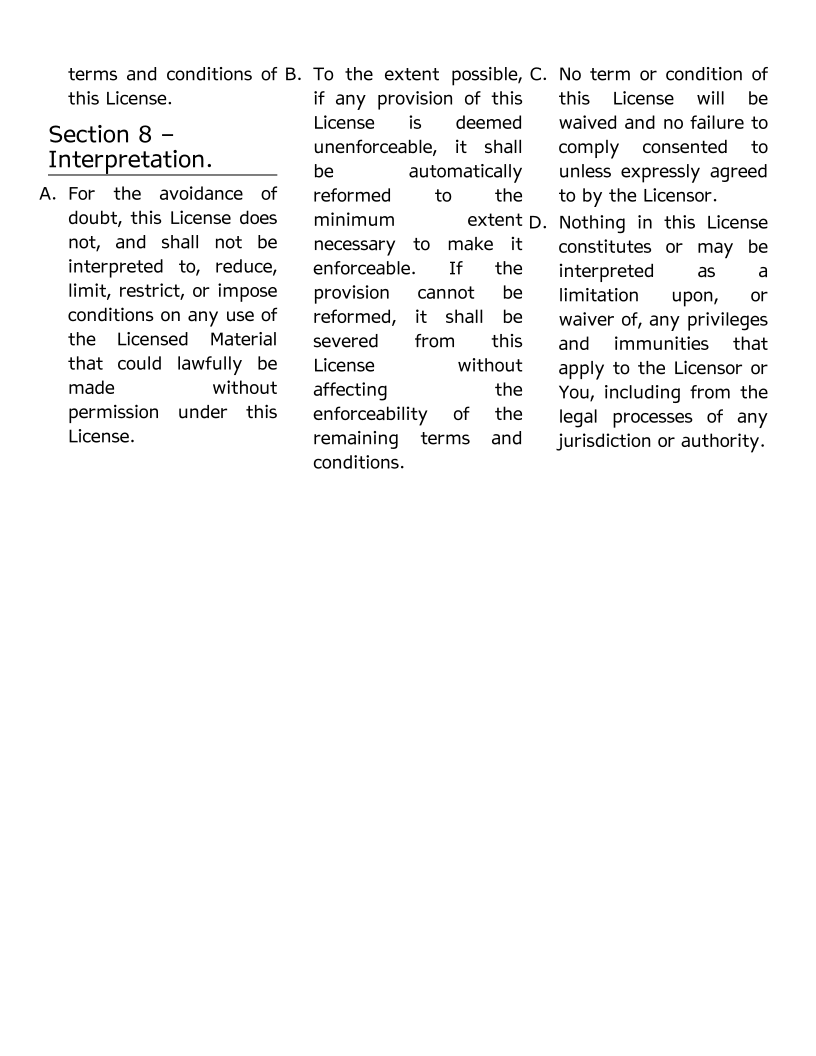 terms and conditions of
this License.
Section 8 –
Interpretation.
A. For the avoidance of
doubt, this License does
not, and shall not be
interpreted to, reduce,
limit, restrict, or impose
conditions on any use of
the Licensed Material
that could lawfully be
made without
permission under this
License.
B. To the extent possible,
if any provision of this
License is deemed
unenforceable, it shall
be automatically
reformed to the
minimum extent
necessary to make it
enforceable. If the
provision cannot be
reformed, it shall be
severed from this
License without
affecting the
enforceability of the
remaining terms and
conditions.
C. No term or condition of
this License will be
waived and no failure to
comply consented to
unless expressly agreed
to by the Licensor.
D. Nothing in this License
constitutes or may be
interpreted as a
limitation upon, or
waiver of, any privileges
and immunities that
apply to the Licensor or
You, including from the
legal processes of any
jurisdiction or authority.